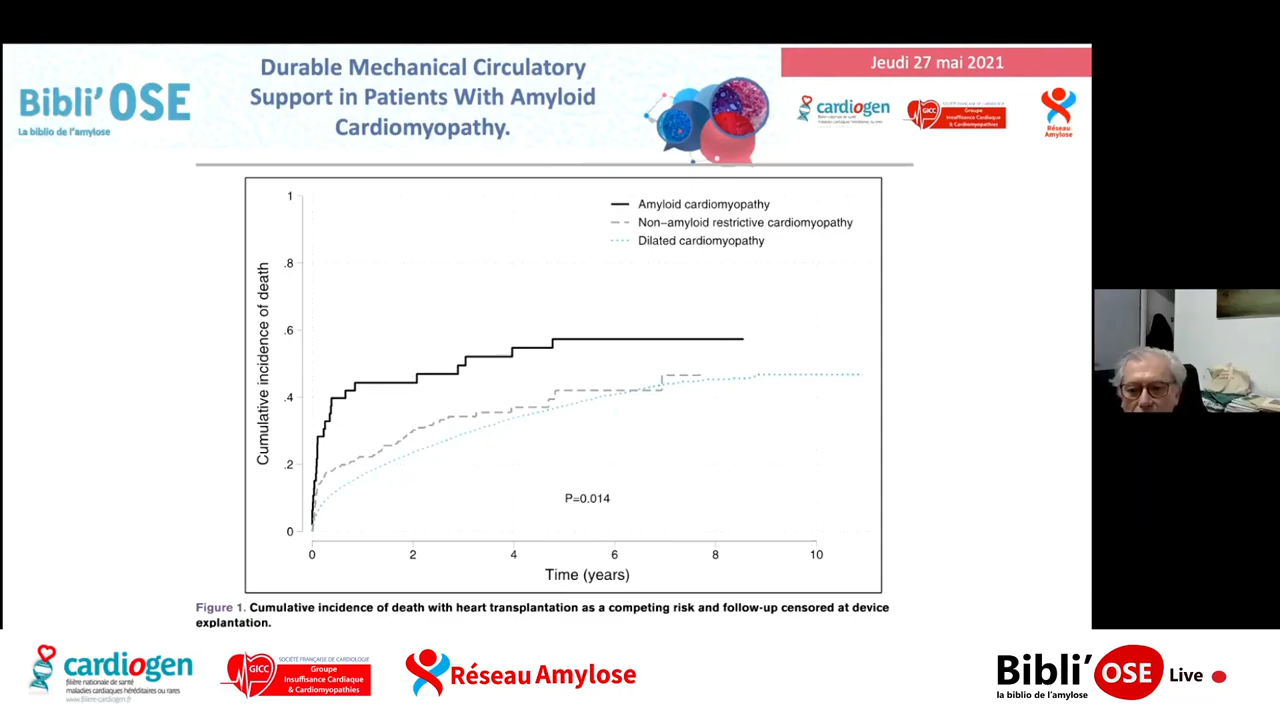 Bibli'OSE
La biblio de l'amylose
Durable Mechanical Circulatory
Support in Patients With Amyloid
Cardiomyopathy.
Jeudi 27 mai 2021
cardiogen
GICC
Groupe
Insuffisance Cardiaque
& Cardiomyopathies
Réseau
Amylose
Amyloid cardiomyopathy
Non-amyloid restrictive cardiomyopathy
Dilated cardiomyopathy
Cumulative incidence of death
1
.8
.6
.4
.2
0
P=0.014
0 2 4 6 8 10
Time (years)
Figure 1. Cumulative incidence of death with heart transplantation as a competing risk and follow-up censored at device
explantation.
cardiogen
filière nationale de santé
maladies cardiaques héréditaires ou rares
www.filiere-cardiogen.fr
GICC
SOCIÉTÉ FRANÇAISE DE CARDIOLOGIE
Groupe
Insuffisance Cardiaque
& Cardiomyopathies
Réseau Amylose
Bibli'OSE Live
la biblio de l'amylose